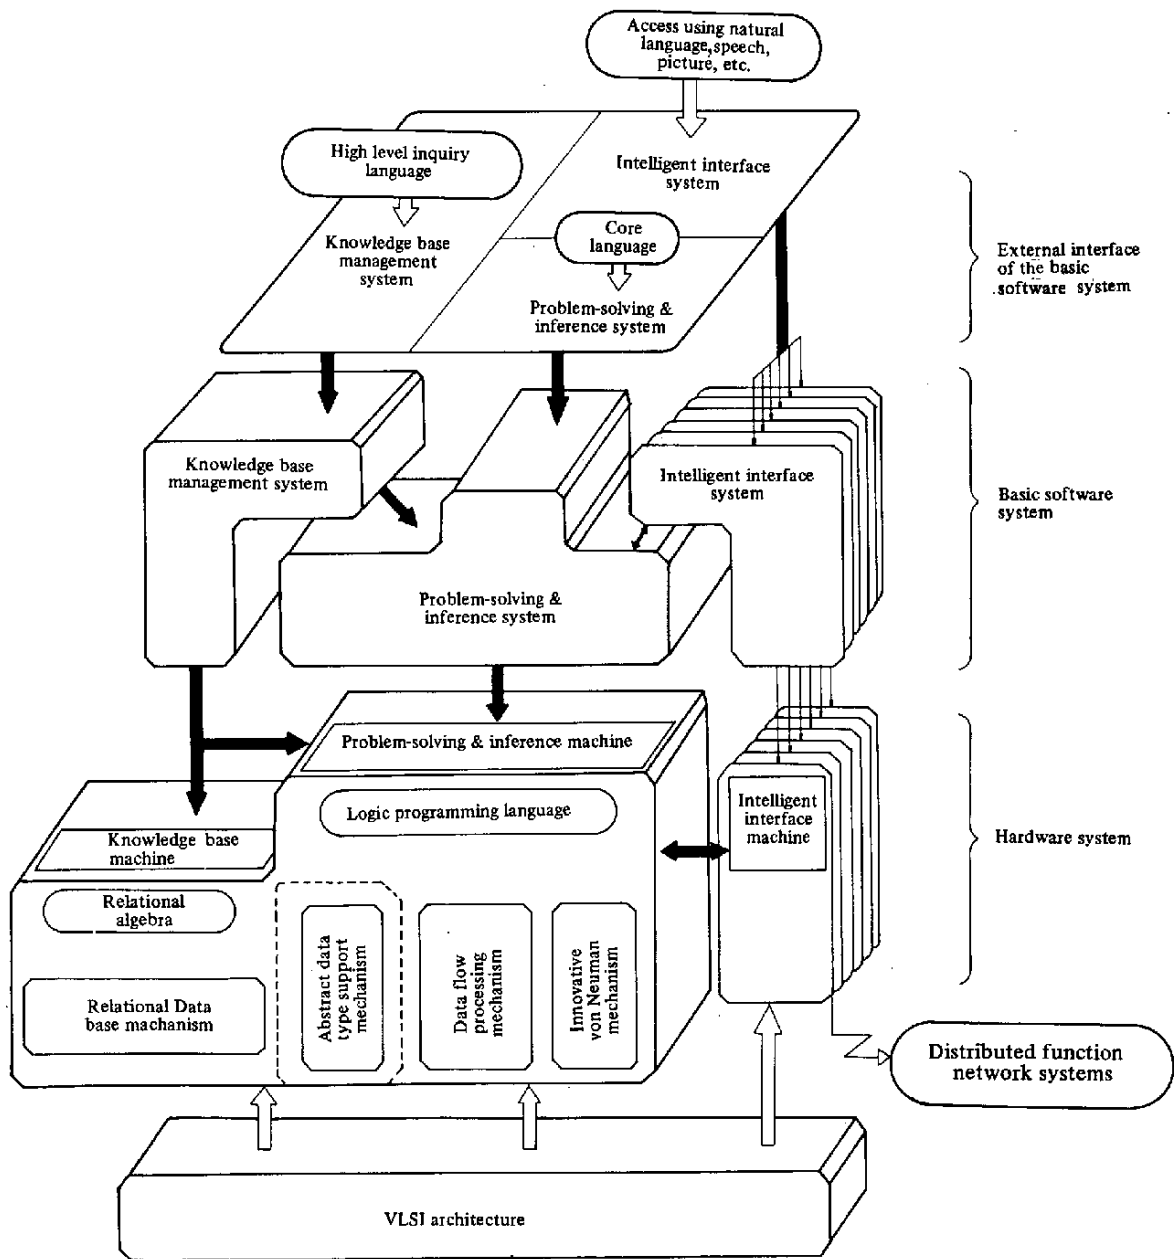 Access using natural
language, speech,
picture, etc.
High level inquiry
language
Intelligent interface
system
Core
language
Knowledge base
management
system
Problem-solving &
inference system
External interface
of the basic
software system
Knowledge base
management system
Intelligent interface
system
Basic software
system
Problem-solving &
inference system
Problem-solving & inference machine
Logic programming language
Intelligent
interface
machine
Hardware system
Knowledge base
machine
Relational
algebra
Abstract data
type support
mechanism
Data flow
processing
mechanism
Innovative
von Neuman
mechanism
Relational Data
base machanism
Distributed function
network systems
VLSI architecture